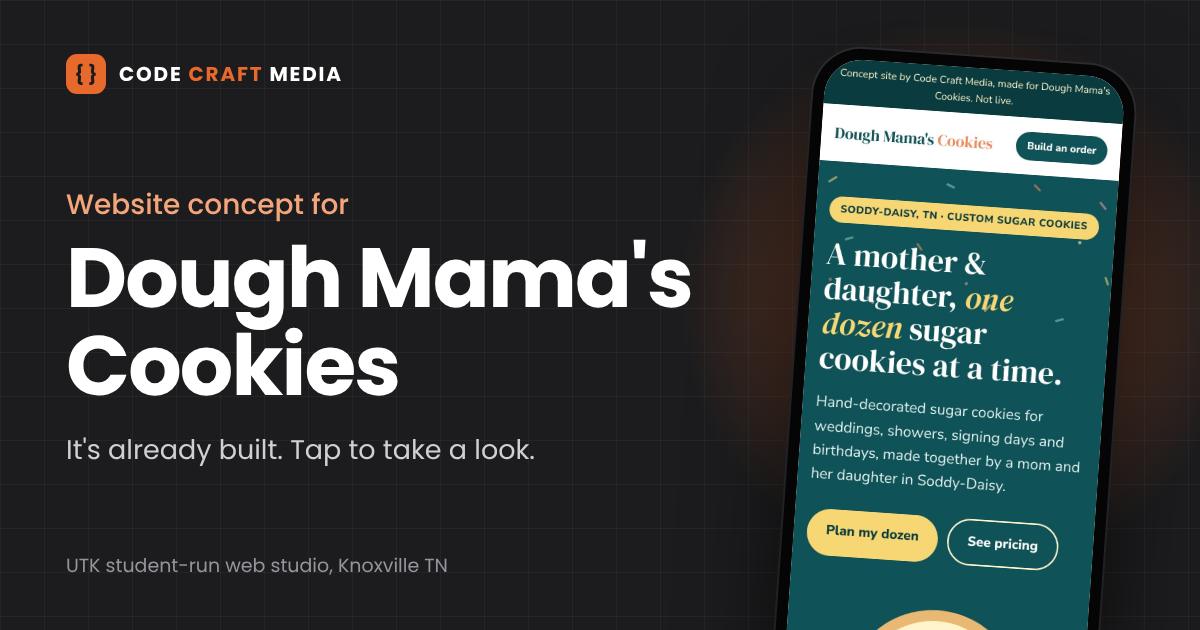 { } CODE CRAFT MEDIA
Website concept for
Dough Mama's
Cookies
It's already built. Tap to take a look.
UTK student-run web studio, Knoxville TN
Concept site by Code Craft Media, made for Dough Mama's
Cookies. Not live.
Dough Mama's Cookies
Build an order
SODDY-DAISY, TN · CUSTOM SUGAR COOKIES
A mother &
daughter, one
dozen sugar
cookies at a time.
Hand-decorated sugar cookies for
weddings, showers, signing days and
birthdays, made together by a mom and
her daughter in Soddy-Daisy.
Plan my dozen
See pricing